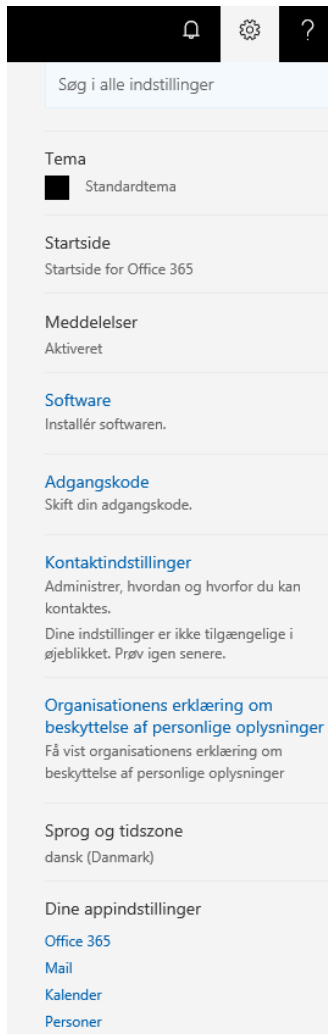 ?
Søg i alle indstillinger
Tema
Standardtema
Startside
Startside for Office 365
Meddelelser
Aktiveret
Software
Installér softwaren.
Adgangskode
Skift din adgangskode.
Kontaktindstillinger
Administrer, hvordan og hvorfor du kan
kontaktes.
Dine indstillinger er ikke tilgængelige i
øjeblikket. Prøv igen senere.
Organisationens erklæring om
beskyttelse af personlige oplysninger
Få vist organisationens erklæring om
beskyttelse af personlige oplysninger
Sprog og tidszone
dansk (Danmark)
Dine appindstillinger
Office 365
Mail
Kalender
Personer